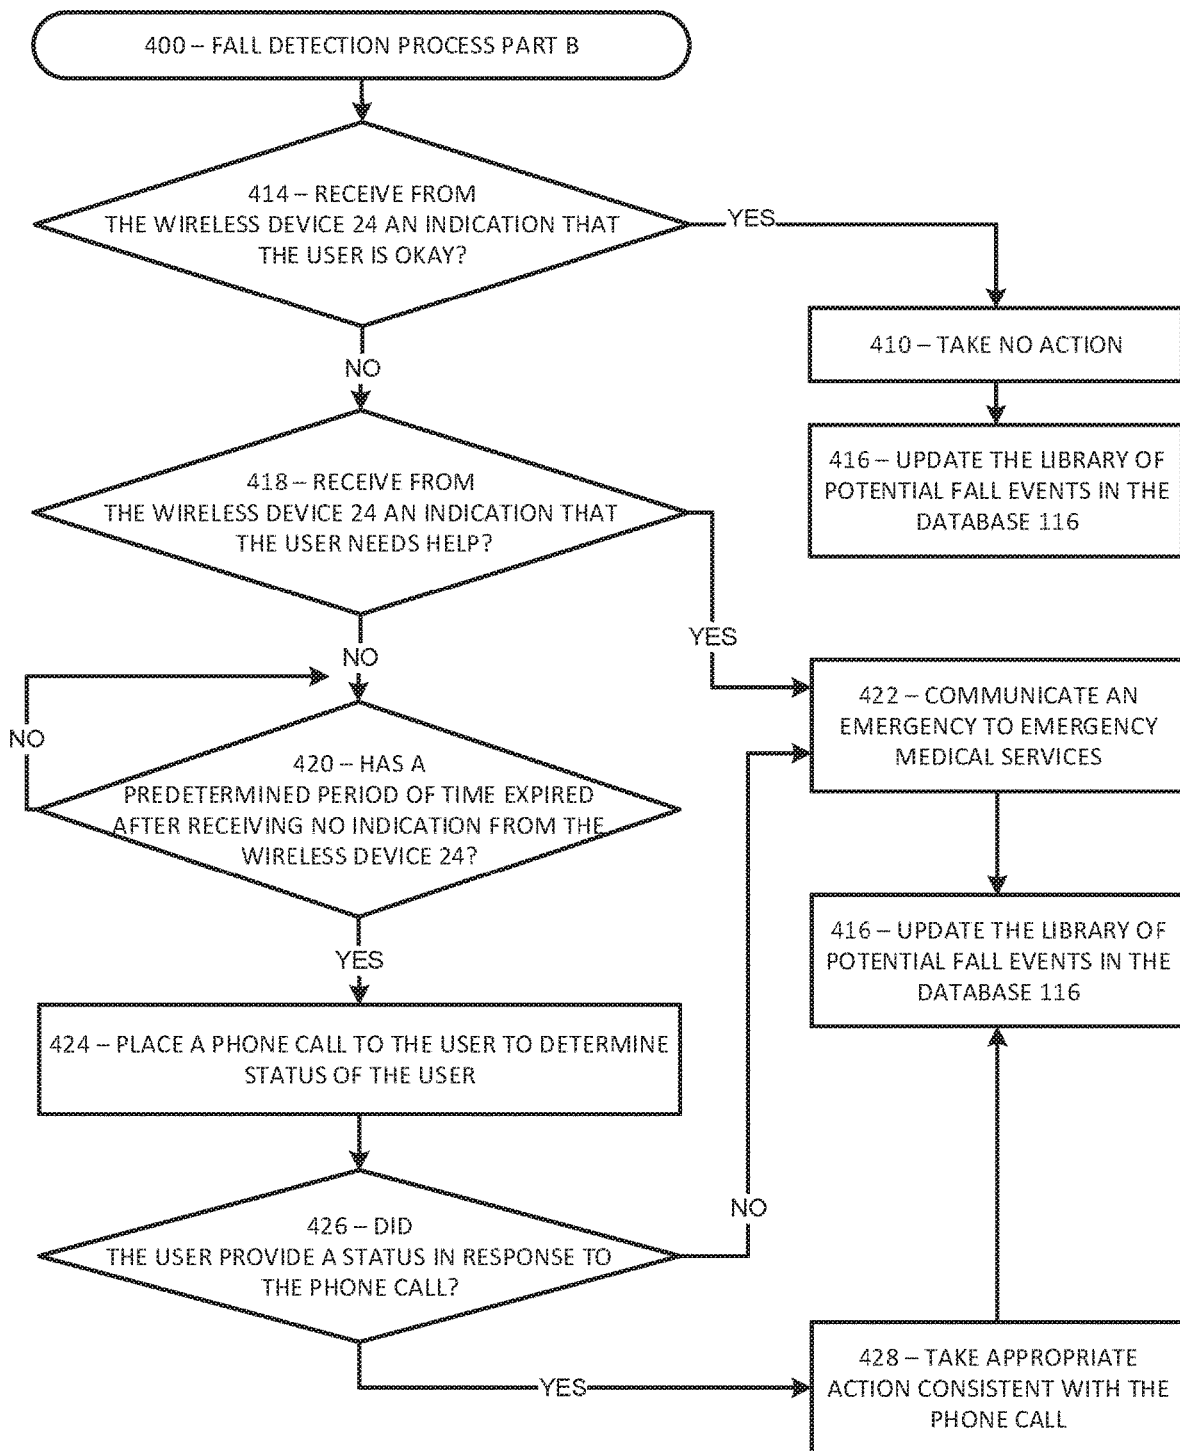 400 – FALL DETECTION PROCESS PART B
414 – RECEIVE FROM
THE WIRELESS DEVICE 24 AN INDICATION THAT
THE USER IS OKAY?
YES
410 – TAKE NO ACTION
NO
416 – UPDATE THE LIBRARY OF
POTENTIAL FALL EVENTS IN THE
DATABASE 116
418 – RECEIVE FROM
THE WIRELESS DEVICE 24 AN INDICATION THAT
THE USER NEEDS HELP?
YES
NO
422 – COMMUNICATE AN
EMERGENCY TO EMERGENCY
MEDICAL SERVICES
NO
420 – HAS A
PREDETERMINED PERIOD OF TIME EXPIRED
AFTER RECEIVING NO INDICATION FROM THE
WIRELESS DEVICE 24?
416 – UPDATE THE LIBRARY OF
POTENTIAL FALL EVENTS IN THE
DATABASE 116
YES
424 – PLACE A PHONE CALL TO THE USER TO DETERMINE
STATUS OF THE USER
NO
426 – DID
THE USER PROVIDE A STATUS IN RESPONSE TO
THE PHONE CALL?
YES
428 – TAKE APPROPRIATE
ACTION CONSISTENT WITH THE
PHONE CALL